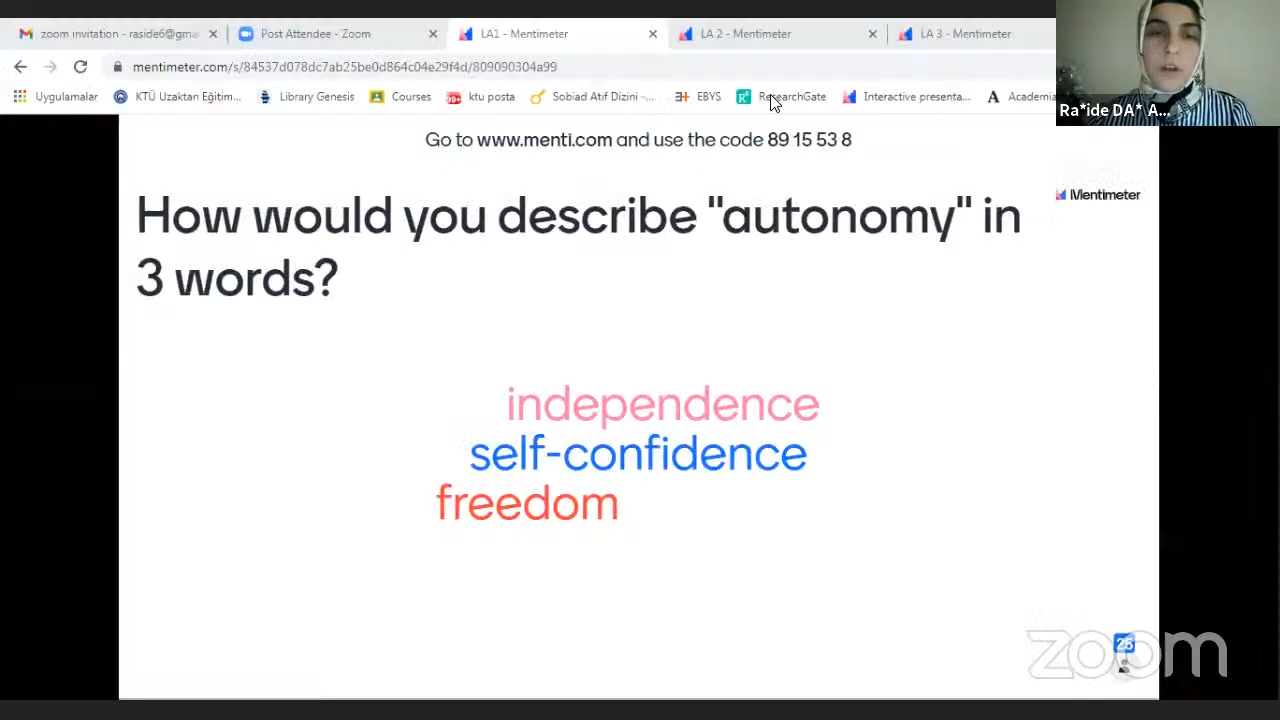 zoom invitation - raside6@gma
Post Attendee - Zoom
LA1 - Mentimeter
LA 2 - Mentimeter
LA 3 - Mentimeter
mentimeter.com/s/84537d078dc7ab25be0d864c04e29f4d/809090304a99
Uygulamalar
KTÜ Uzaktan Eğitim...
Library Genesis
Courses
99+
ktu posta
Sobiad Atıf Dizini -...
EBYS
ResearchGate
Interactive presenta...
A
Academia
Ra*ide DA* A...
Go to www.menti.com and use the code 89 15 53 8
Mentimeter
How would you describe "autonomy" in
3 words?
independence
self-confidence
freedom
zoom